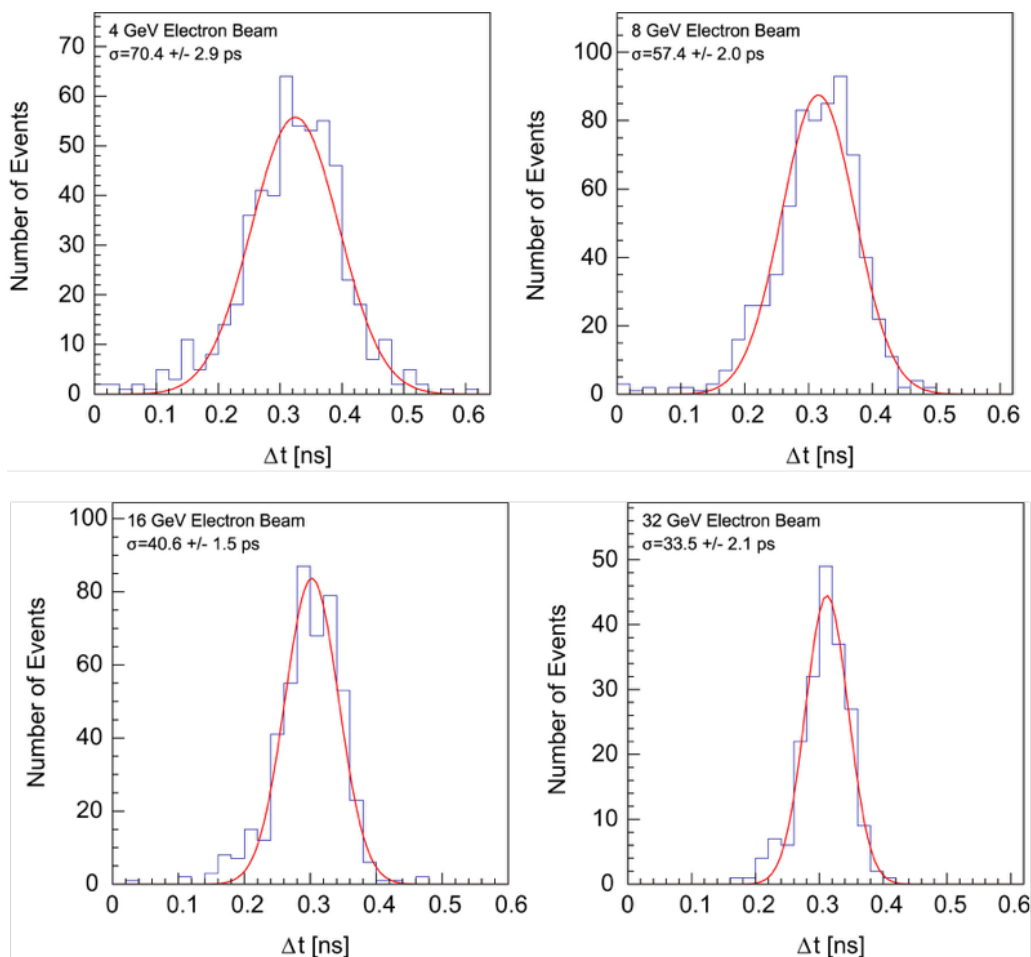 4 GeV Electron Beam
σ=70.4 +/- 2.9 ps
Number of Events
70
60
50
40
30
20
10
0
0 0.1 0.2 0.3 0.4 0.5 0.6
Δt [ns]
8 GeV Electron Beam
σ=57.4 +/- 2.0 ps
Number of Events
100
80
60
40
20
0
0 0.1 0.2 0.3 0.4 0.5 0.6
Δt [ns]
16 GeV Electron Beam
σ=40.6 +/- 1.5 ps
Number of Events
100
80
60
40
20
0
0 0.1 0.2 0.3 0.4 0.5 0.6
Δt [ns]
32 GeV Electron Beam
σ=33.5 +/- 2.1 ps
Number of Events
50
40
30
20
10
0
0 0.1 0.2 0.3 0.4 0.5 0.6
Δt [ns]